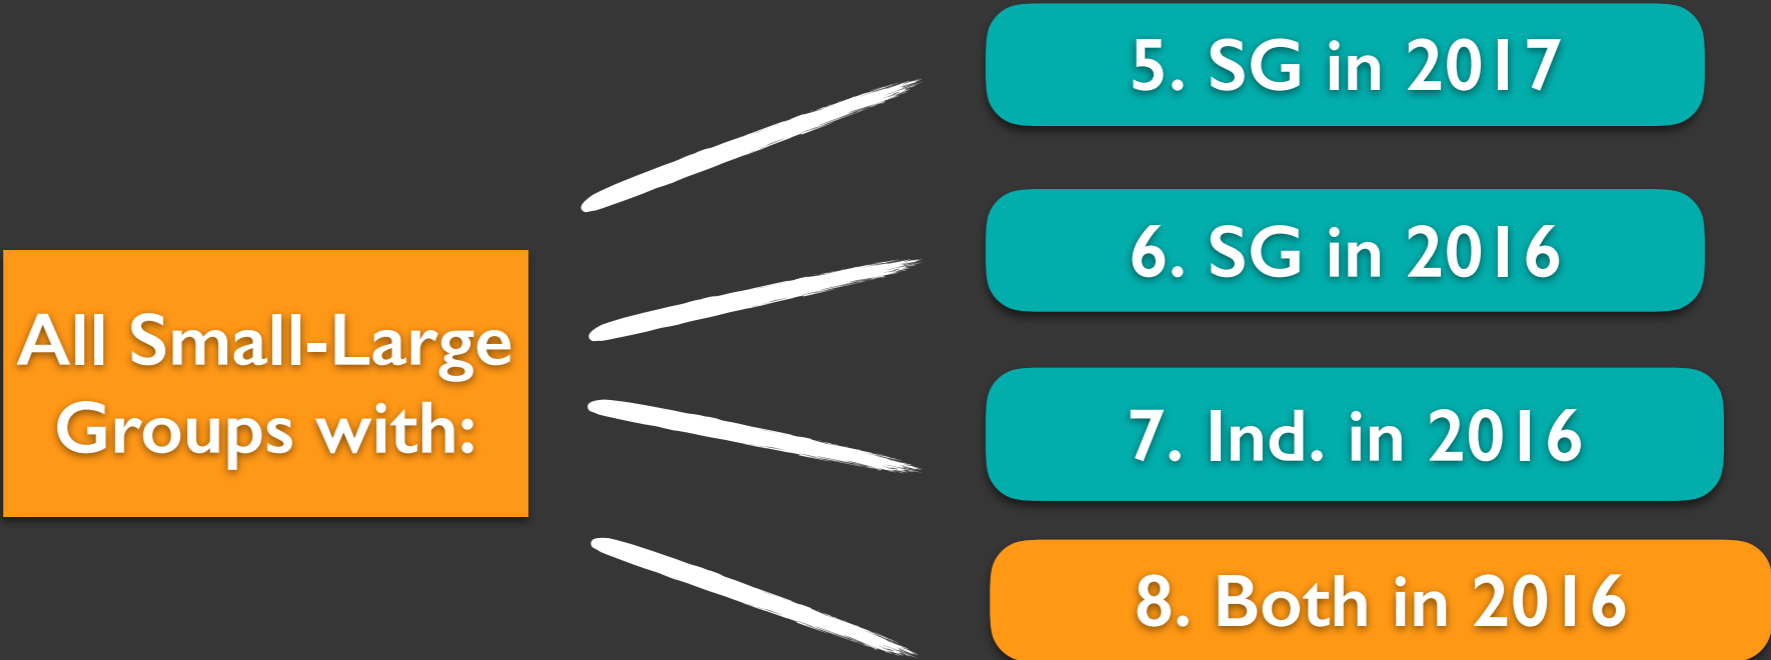 All Small-Large
Groups with:
5. SG in 2017
6. SG in 2016
7. Ind. in 2016
8. Both in 2016